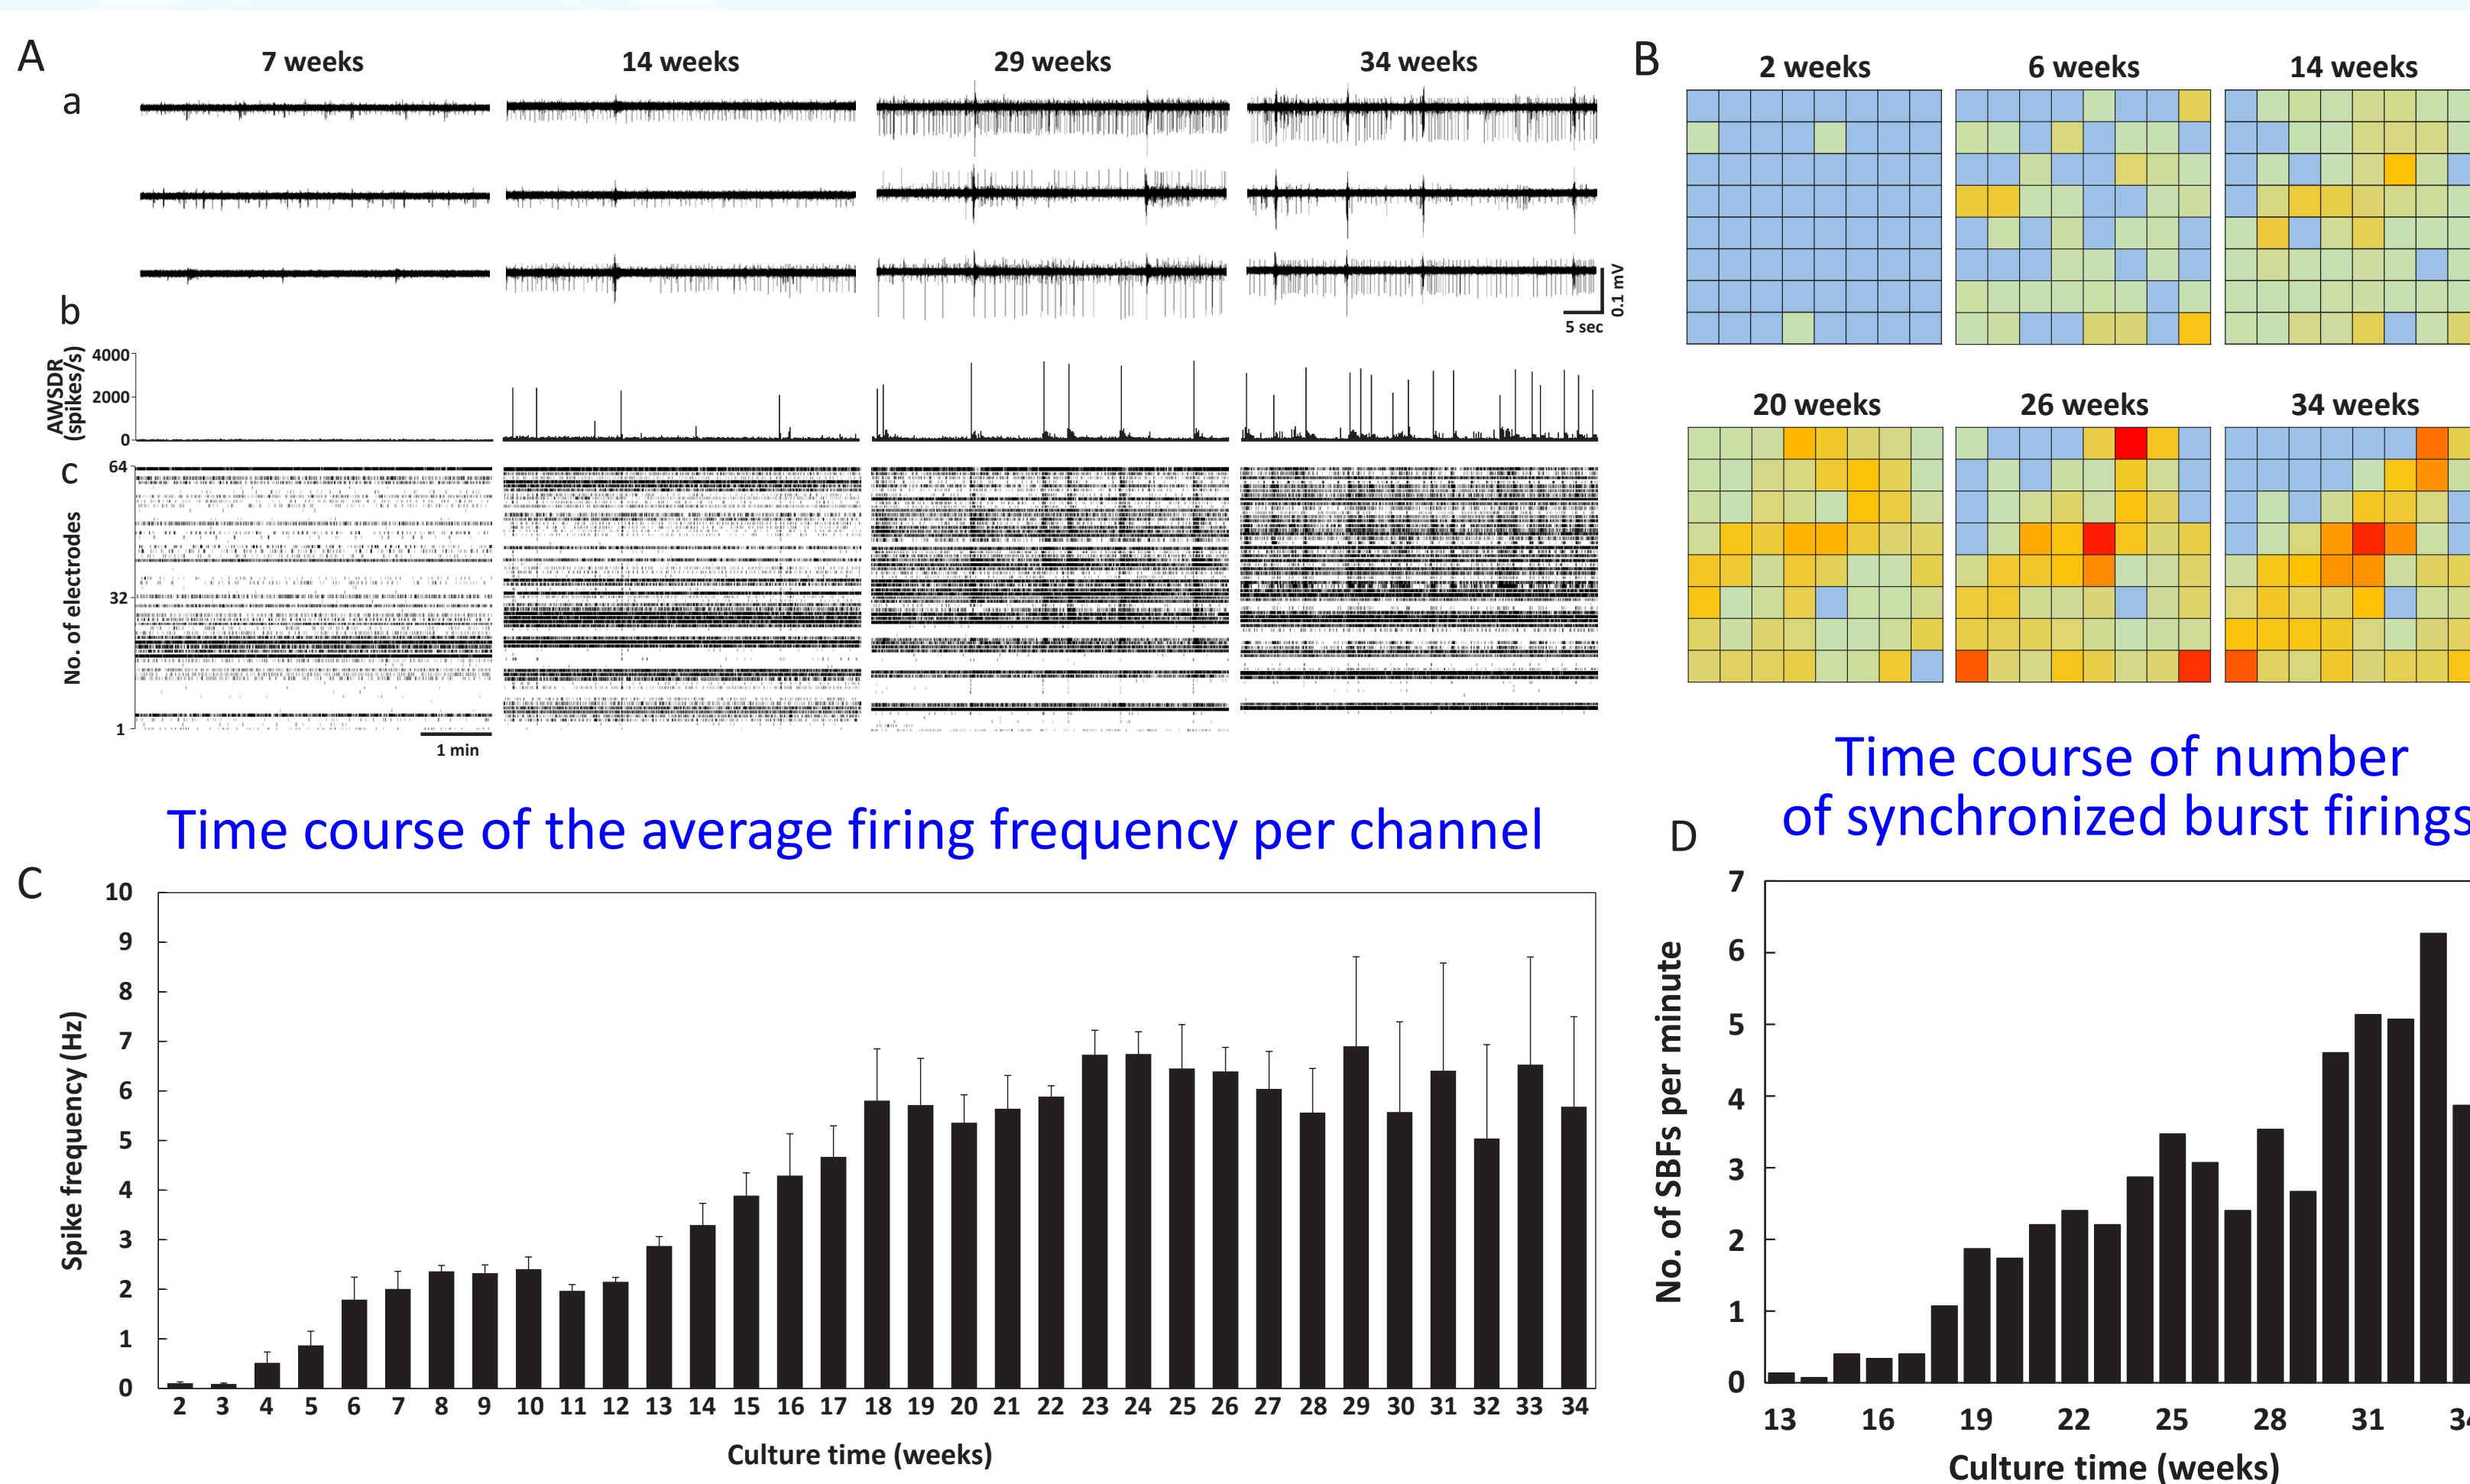 A
7 weeks 14 weeks 29 weeks 34 weeks
a
0.1 mV
5 sec
b
AWSDR
(spikes/s)
4000
2000
0
c
No. of electrodes
64
32
1
1 min
B
2 weeks 6 weeks 14 weeks
20 weeks 26 weeks 34 weeks
Time course of the average firing frequency per channel
C
Spike frequency (Hz)
10
9
8
7
6
5
4
3
2
1
0
2 3 4 5 6 7 8 9 10 11 12 13 14 15 16 17 18 19 20 21 22 23 24 25 26 27 28 29 30 31 32 33 34
Culture time (weeks)
Time course of number
of synchronized burst firings
D
No. of SBFs per minute
7
6
5
4
3
2
1
0
13 16 19 22 25 28 31 34
Culture time (weeks)